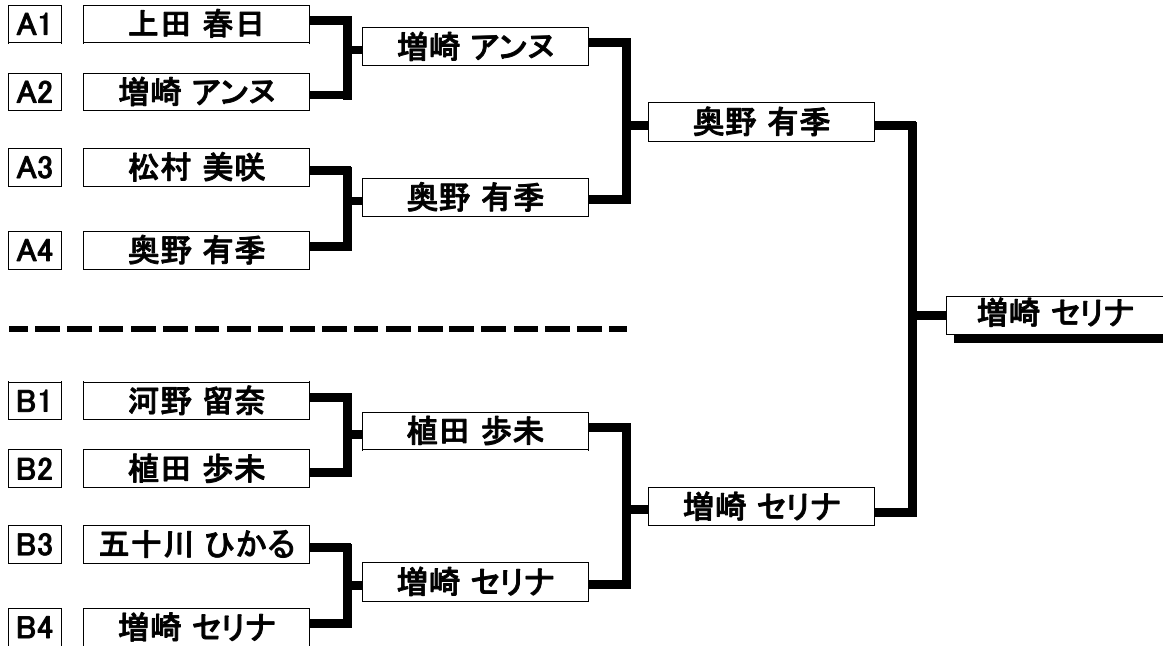 A1 上田 春日
増崎 アンヌ
A2 増崎 アンヌ
奥野 有季
A3 松村 美咲
奥野 有季
A4 奥野 有季
増崎 セリナ
B1 河野 留奈
植田 歩未
B2 植田 歩未
増崎 セリナ
B3 五十川 ひかる
増崎 セリナ
B4 増崎 セリナ